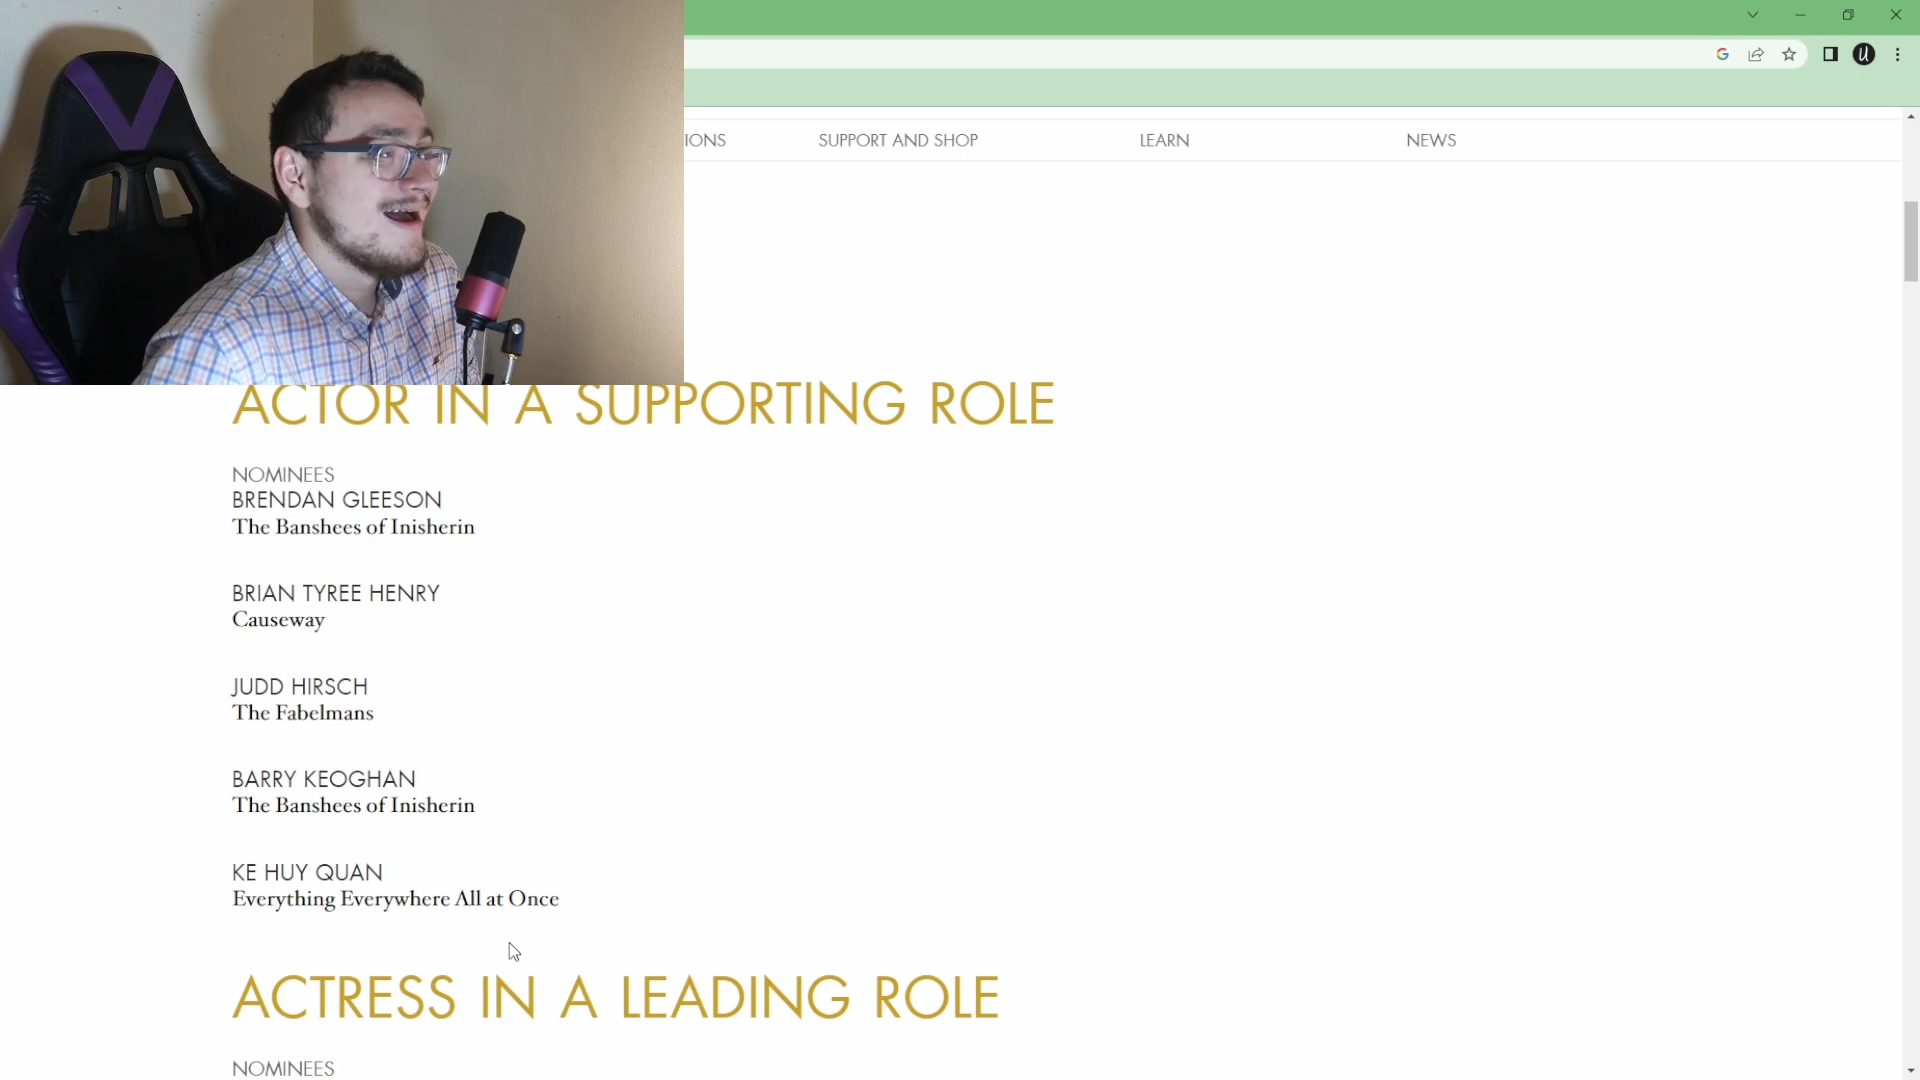 IONS SUPPORT AND SHOP LEARN NEWS
ACTOR IN A SUPPORTING ROLE
NOMINEES
BRENDAN GLEESON
The Banshees of Inisherin
BRIAN TYREE HENRY
Causeway
JUDD HIRSCH
The Fabelmans
BARRY KEOGHAN
The Banshees of Inisherin
KE HUY QUAN
Everything Everywhere All at Once
ACTRESS IN A LEADING ROLE
NOMINEES